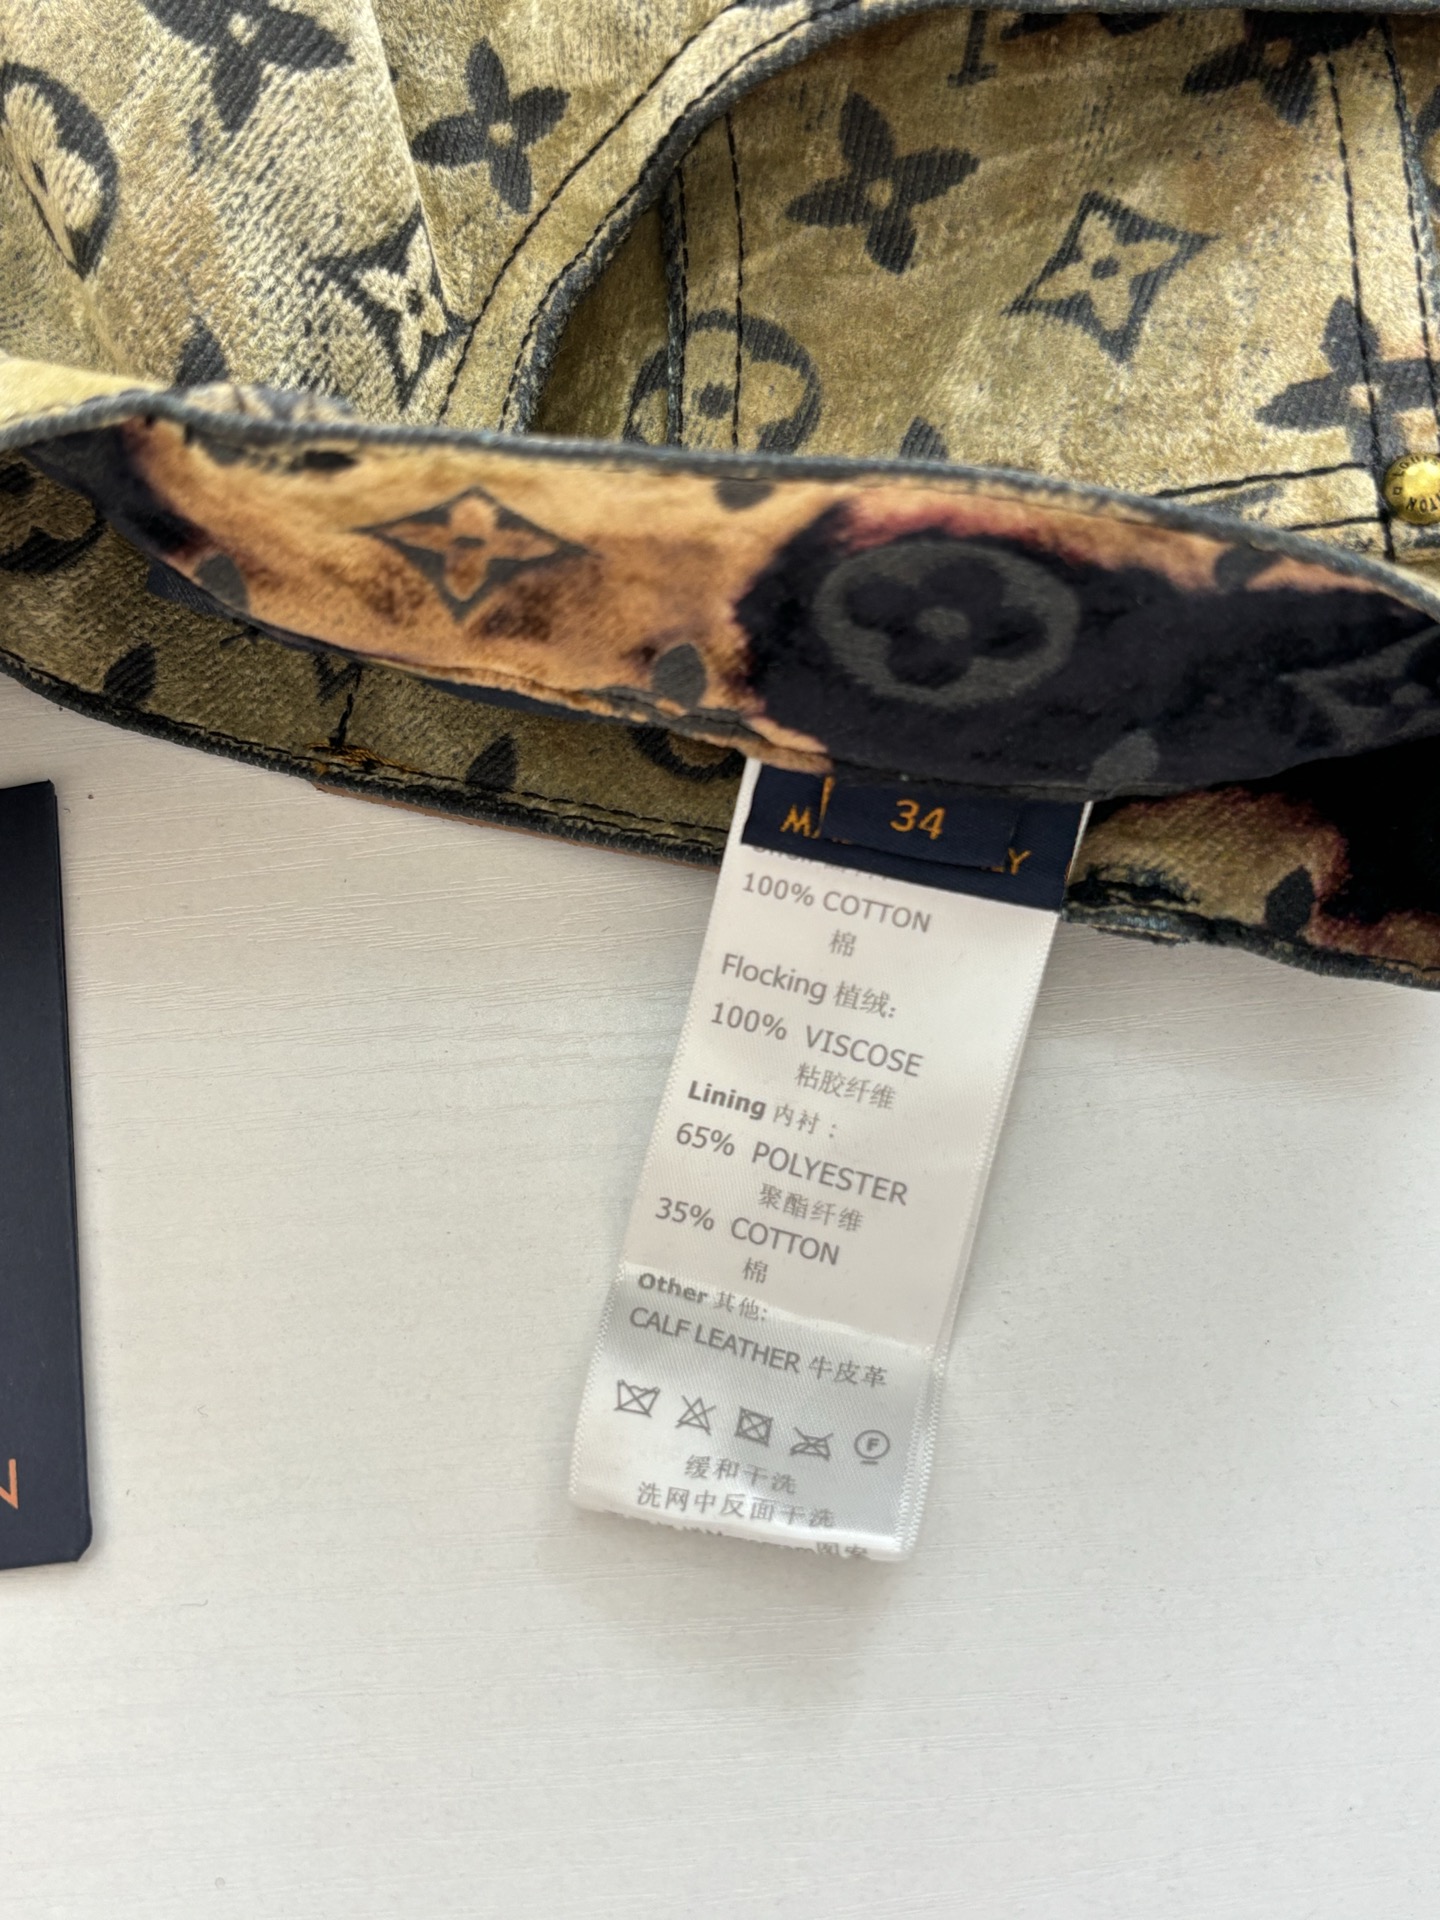 34
100% COTTON
棉
Flocking 植绒:
100% VISCOSE
粘胶纤维
Lining 内衬：
65% POLYESTER
聚酯纤维
35% COTTON
棉
Other 其他:
CALF LEATHER 牛皮革
F
缓和干洗
洗网中反面干洗
图案